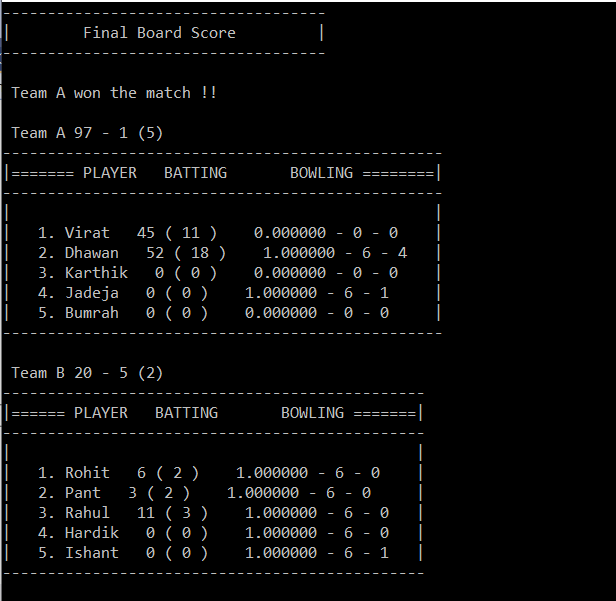 ------------------------------------
|        Final Board Score         |
------------------------------------
Team A won the match !!
Team A 97 - 1 (5)
-------------------------------------------------
|======= PLAYER   BATTING       BOWLING ========|
-------------------------------------------------
|                                               |
|   1. Virat   45 ( 11 )    0.000000 - 0 - 0    |
|   2. Dhawan   52 ( 18 )    1.000000 - 6 - 4   |
|   3. Karthik   0 ( 0 )    0.000000 - 0 - 0    |
|   4. Jadeja   0 ( 0 )    1.000000 - 6 - 1     |
|   5. Bumrah   0 ( 0 )    0.000000 - 0 - 0     |
-------------------------------------------------
Team B 20 - 5 (2)
-----------------------------------------------
|====== PLAYER   BATTING       BOWLING =======|
-----------------------------------------------
|                                             |
|   1. Rohit   6 ( 2 )    1.000000 - 6 - 0    |
|   2. Pant   3 ( 2 )    1.000000 - 6 - 0     |
|   3. Rahul   11 ( 3 )    1.000000 - 6 - 0   |
|   4. Hardik   0 ( 0 )    1.000000 - 6 - 0   |
|   5. Ishant   0 ( 0 )    1.000000 - 6 - 1   |
-----------------------------------------------